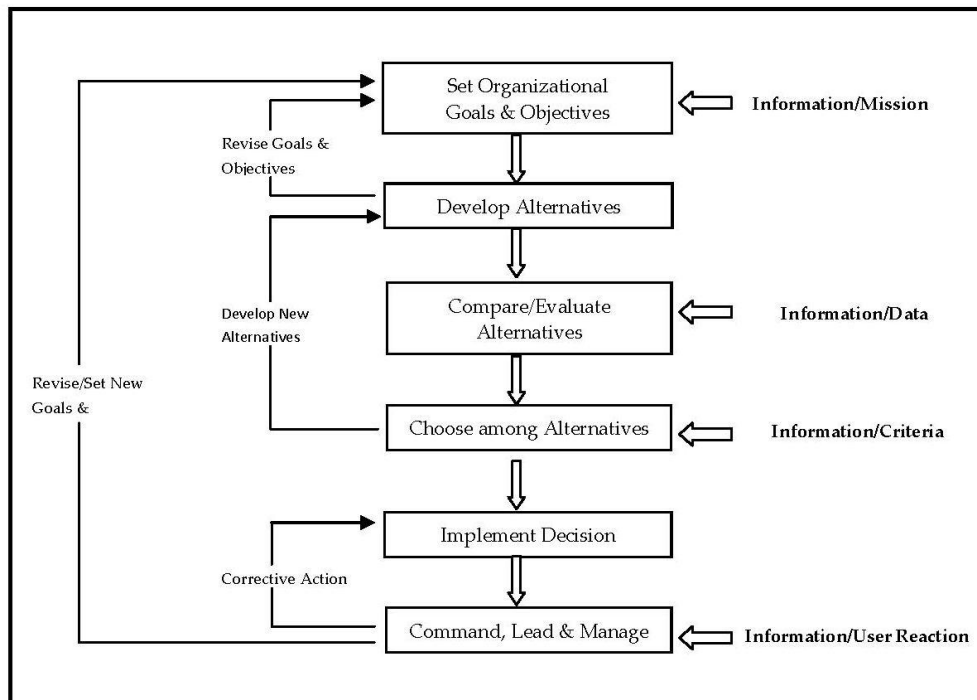 Set Organizational
Goals & Objectives
Information/Mission
Revise Goals &
Objectives
Develop Alternatives
Compare/Evaluate
Alternatives
Information/Data
Develop New
Alternatives
Revise/Set New
Goals &
Choose among Alternatives
Information/Criteria
Implement Decision
Corrective Action
Command, Lead & Manage
Information/User Reaction